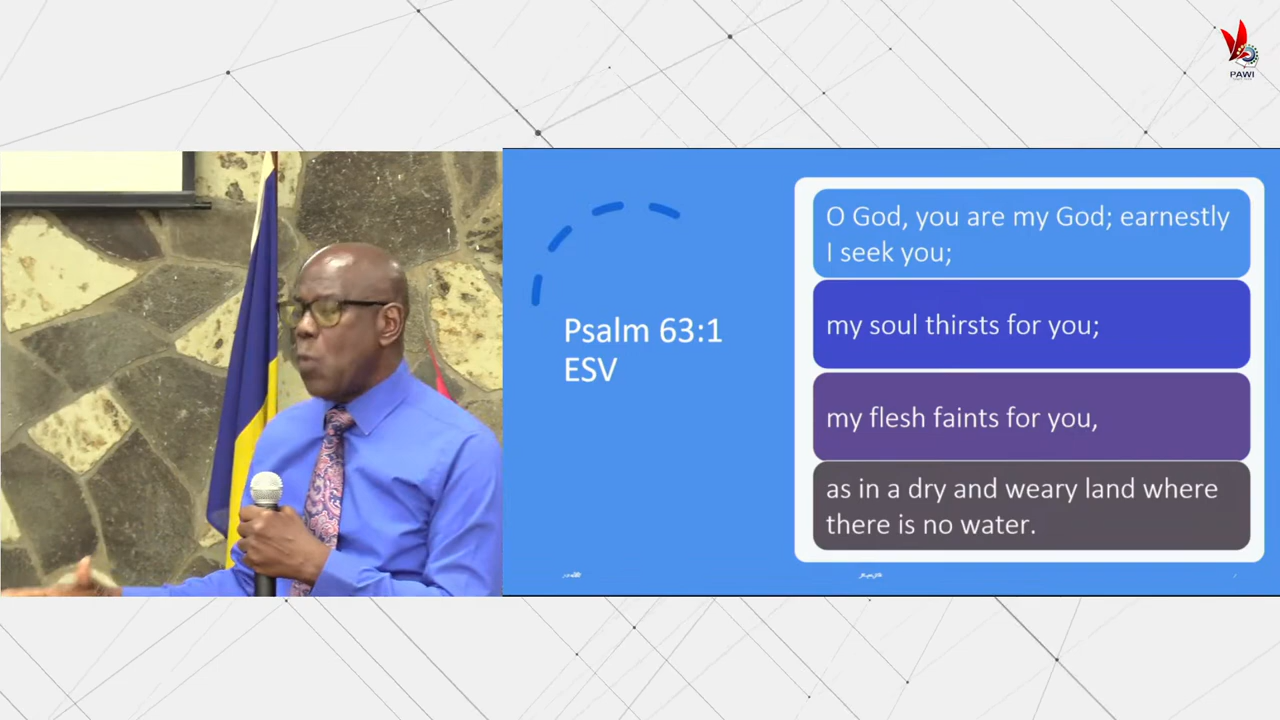 PAWI
Psalm 63:1
ESV
O God, you are my God; earnestly
I seek you;
my soul thirsts for you;
my flesh faints for you,
as in a dry and weary land where
there is no water.